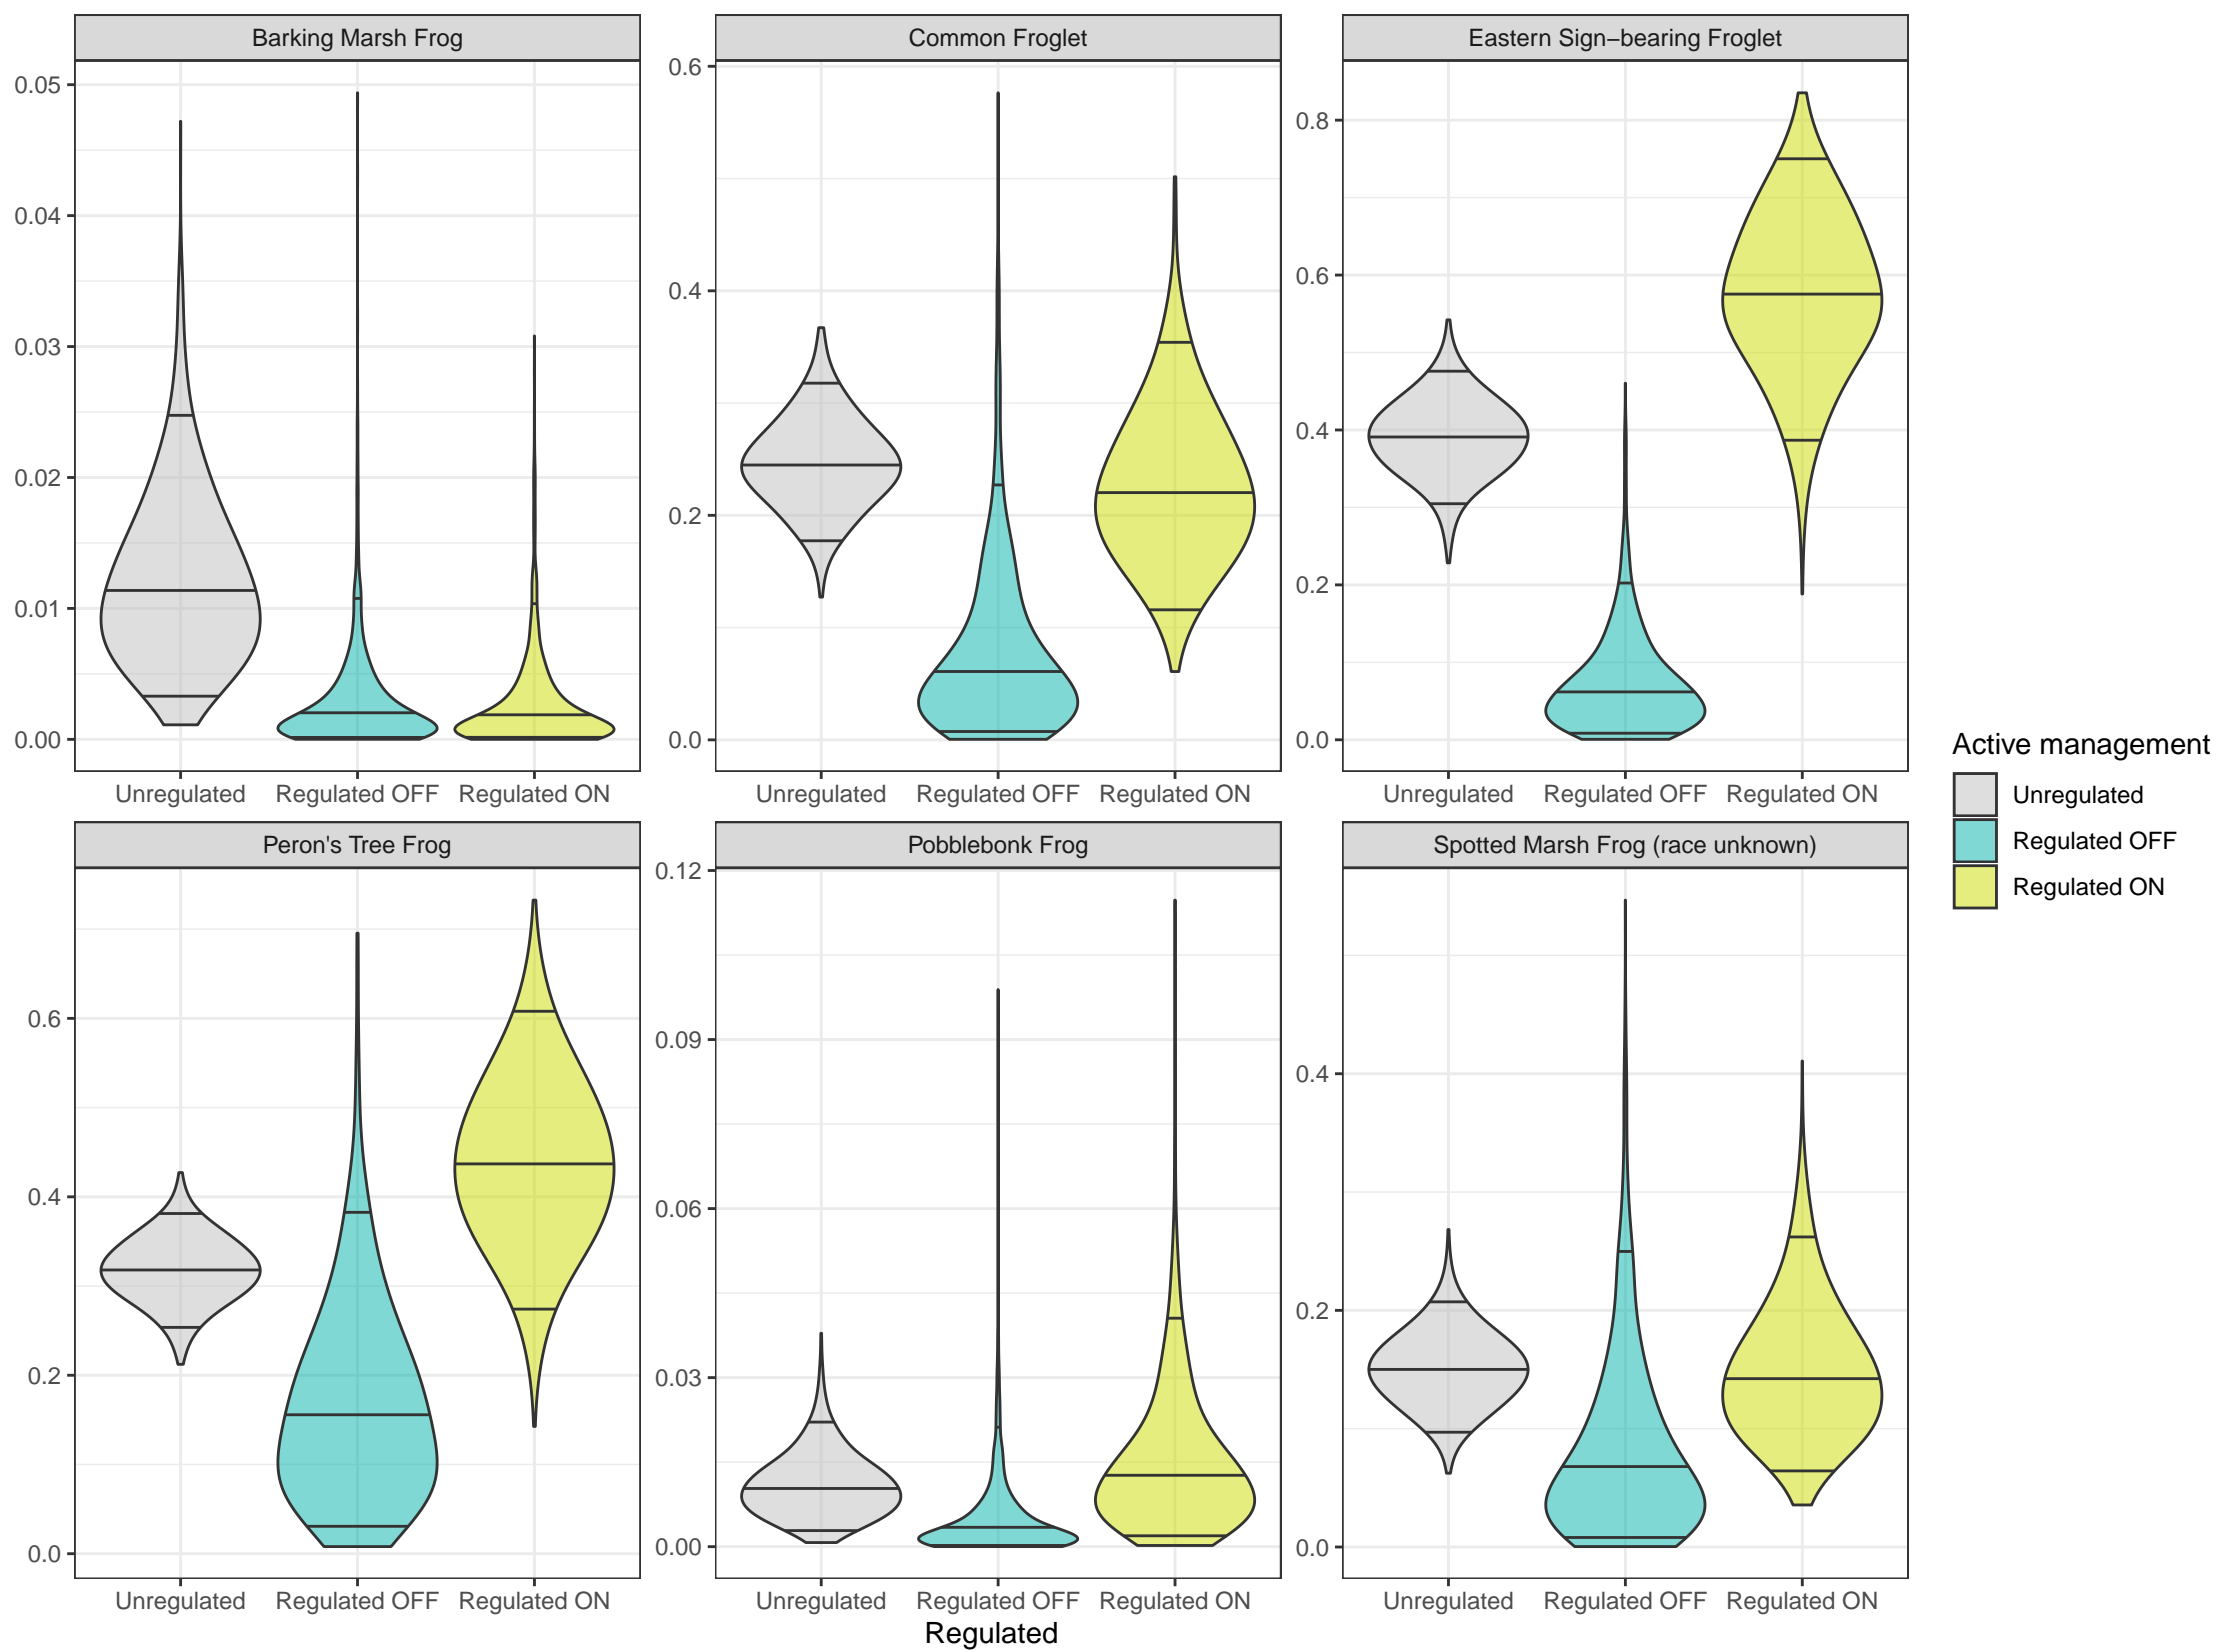 Barking Marsh Frog
Common Froglet
Eastern Sign−bearing Froglet
0.05
0.04
0.03
0.02
0.01
0.00
0.6
0.4
0.2
0.0
0.8
0.6
0.4
0.2
0.0
Unregulated Regulated OFF Regulated ON
Unregulated Regulated OFF Regulated ON
Unregulated Regulated OFF Regulated ON
Peron's Tree Frog
Pobblebonk Frog
Spotted Marsh Frog (race unknown)
0.6
0.4
0.2
0.0
0.12
0.09
0.06
0.03
0.00
0.4
0.2
0.0
Unregulated Regulated OFF Regulated ON
Unregulated Regulated OFF Regulated ON
Unregulated Regulated OFF Regulated ON
Regulated
Active management
Unregulated
Regulated OFF
Regulated ON